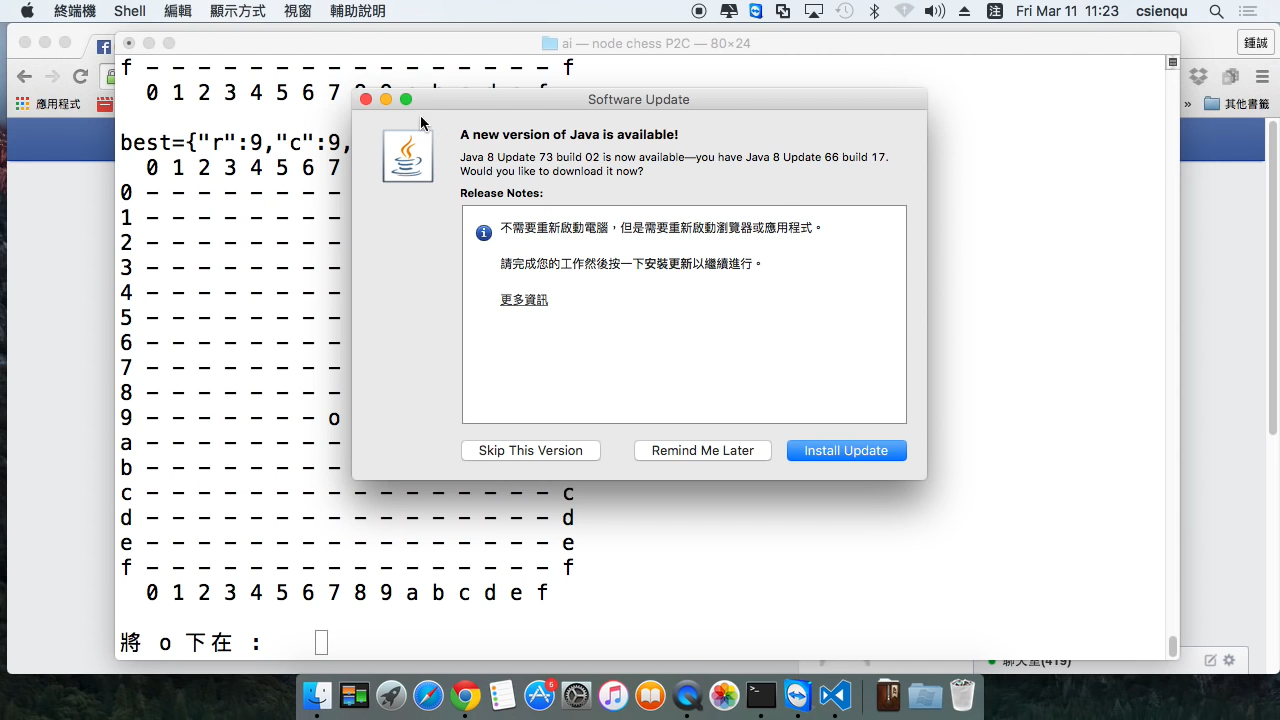 終端機 Shell 編輯 顯示方式 視窗 輔助說明 注 Fri Mar 11 11:23 csienqu
ai — node chess P2C — 80×24
鍾誠
應用程式 » 其他書籤
f - - - - - - - - - - - - - - - - f
0 1 2 3 4 5 6 7
best={"r":9,"c":9,
0 1 2 3 4 5 6 7
0 - - - - - - - -
1 - - - - - - - -
2 - - - - - - - -
3 - - - - - - - -
4 - - - - - - - -
5 - - - - - - - -
6 - - - - - - - -
7 - - - - - - - -
8 - - - - - - - -
9 - - - - - - - o
a - - - - - - - -
b - - - - - - - -
c - - - - - - - - - - - - - - - - c
d - - - - - - - - - - - - - - - - d
e - - - - - - - - - - - - - - - - e
f - - - - - - - - - - - - - - - - f
0 1 2 3 4 5 6 7 8 9 a b c d e f
將 o 下在 :
Software Update
A new version of Java is available!
Java 8 Update 73 build 02 is now available—you have Java 8 Update 66 build 17.
Would you like to download it now?
Release Notes:
不需要重新啟動電腦，但是需要重新啟動瀏覽器或應用程式。
請完成您的工作然後按一下安裝更新以繼續進行。
更多資訊
Skip This Version Remind Me Later Install Update
聊天室(419)
6